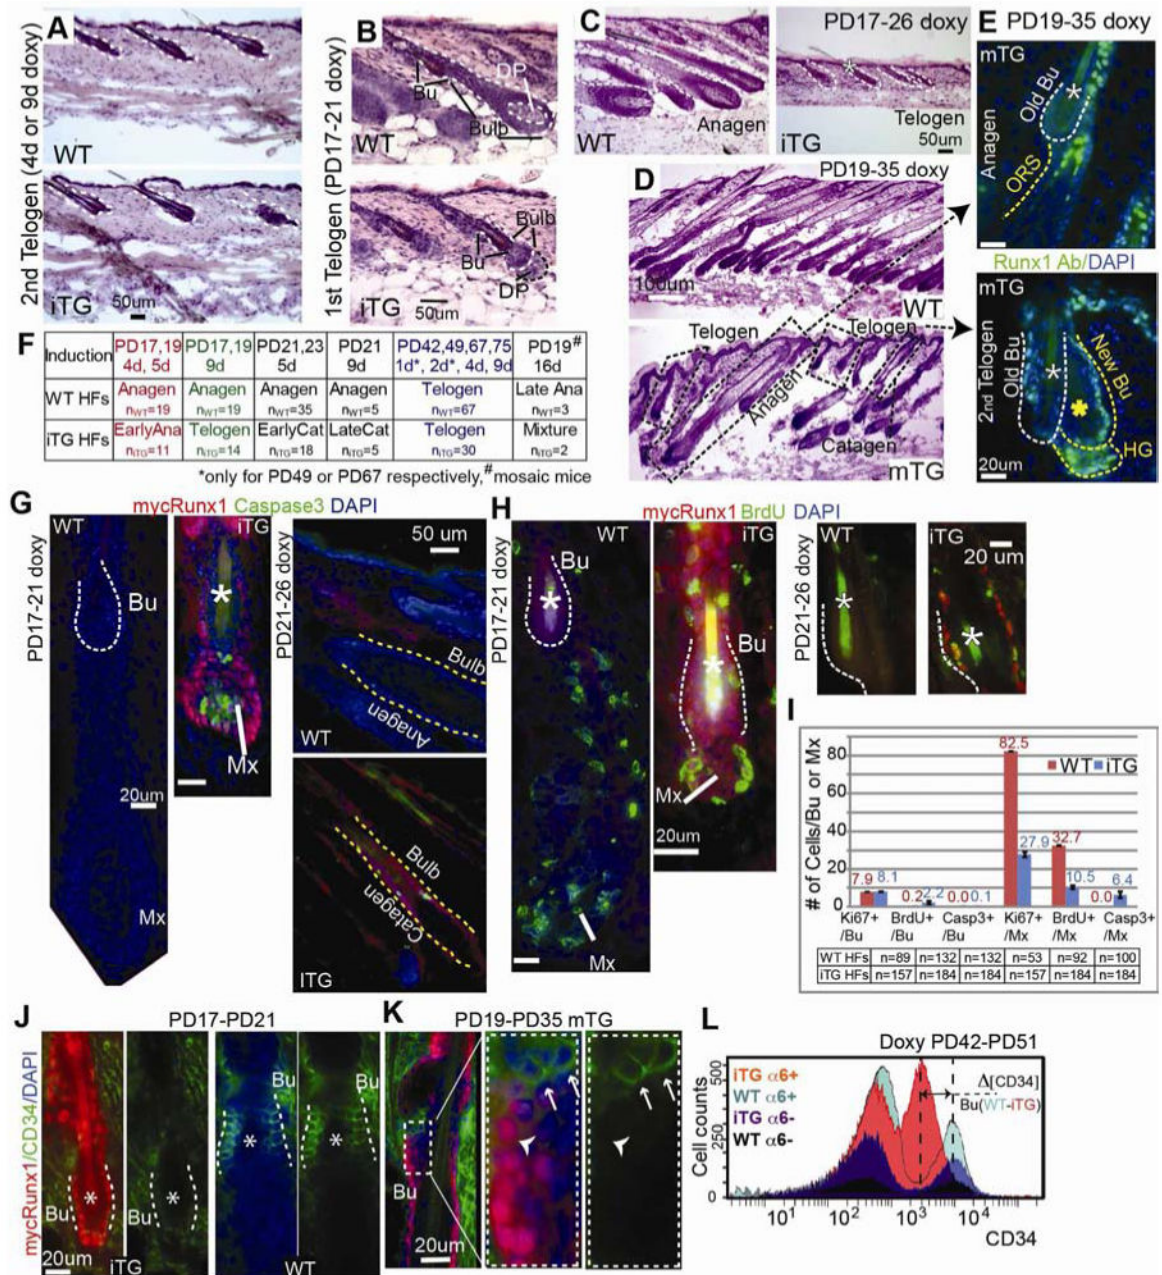 A
2nd Telogen (4d or 9d doxy)
WT
iTG
50um
B
1st Telogen (PD17-21 doxy)
Bu
DP
Bulb
WT
Bulb
Bu
DP
iTG
50um
C
PD17-26 doxy
WT
Anagen
Telogen
iTG
50um
D
PD19-35 doxy
100um
WT
Telogen
Telogen
Anagen
Catagen
mTG
E PD19-35 doxy
mTG
Anagen
Old Bu
*
ORS
Runx1 Ab/DAPI
mTG
2nd Telogen
Old Bu
New Bu
*
*
HG
20um
F
Induction PD17,19 4d, 5d PD17,19 9d PD21,23 5d PD21 9d PD42,49,67,75 1d*, 2d*, 4d, 9d PD19# 16d
WT HFs Anagen nWT=19 Anagen nWT=19 Anagen nWT=35 Anagen nWT=5 Telogen nWT=67 Late Ana nWT=3
iTG HFs EarlyAna niTG=11 Telogen niTG=14 EarlyCat niTG=18 LateCat niTG=5 Telogen niTG=30 Mixture niTG=2
*only for PD49 or PD67 respectively,#mosaic mice
G
mycRunx1 Caspase3 DAPI
PD17-21 doxy
WT
Bu
20um
Mx
iTG
*
Mx
PD21-26 doxy
50 um
Bulb
Anagen
WT
Bulb
Catagen
ITG
H
mycRunx1 BrdU DAPI
PD17-21 doxy
WT
Bu
*
Mx
iTG
Bu
*
Mx
20um
PD21-26 doxy
WT
*
iTG
20 um
*
I
# of Cells/Bu or Mx
80
60
40
20
0
WT iTG
7.9 8.1 0.2 2.2 0.0 0.1 82.5 27.9 32.7 10.5 0.0 6.4
Ki67+ /Bu BrdU+ /Bu Casp3+ /Bu Ki67+ /Mx BrdU+ /Mx Casp3+ /Mx
WT HFs n=89 n=132 n=132 n=53 n=92 n=100
iTG HFs n=157 n=184 n=184 n=157 n=184 n=184
J
PD17-PD21
mycRunx1/CD34/DAPI
Bu
*
20um
iTG
Bu
*
Bu
*
WT
Bu
*
K
PD19-PD35 mTG
Bu
20um
L
Doxy PD42-PD51
iTG α6+
WT α6+
iTG α6-
WT α6-
Δ[CD34]
Bu(WT-iTG)
Cell counts
500
250
0
10¹ 10² 10³ 10⁴
CD34